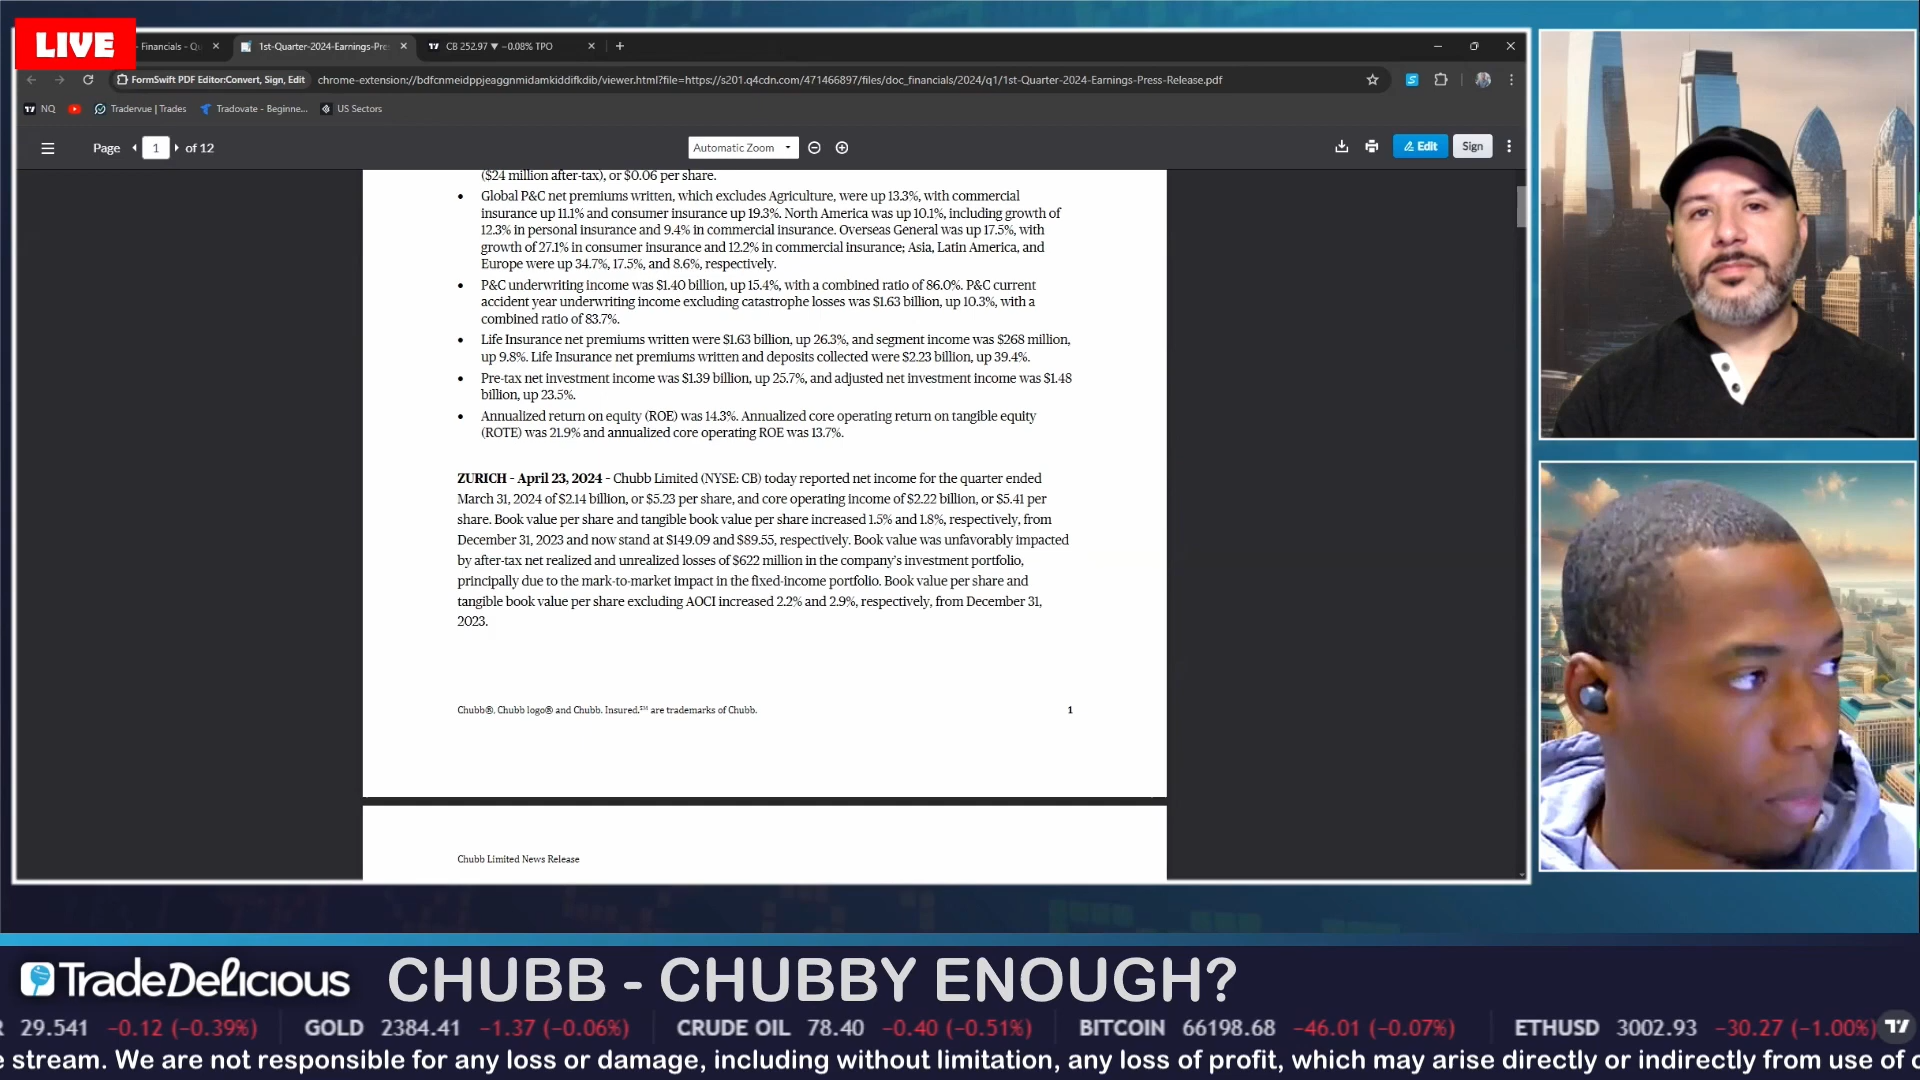 LIVE
- Financials - Qu
1st-Quarter-2024-Earnings-Pre
CB 252.97 ▼ −0.08% TPO
FormSwift PDF Editor:Convert, Sign, Edit
chrome-extension://bdfcnmeidppjeaggnmidamkiddifkdib/viewer.html?file=https://s201.q4cdn.com/471466897/files/doc_financials/2024/q1/1st-Quarter-2024-Earnings-Press-Release.pdf
NQ
Tradervue | Trades
Tradovate - Beginne...
US Sectors
Page 1 of 12
Automatic Zoom
Edit
Sign
($24 million after-tax), or $0.06 per share.
• Global P&C net premiums written, which excludes Agriculture, were up 13.3%, with commercial
insurance up 11.1% and consumer insurance up 19.3%. North America was up 10.1%, including growth of
12.3% in personal insurance and 9.4% in commercial insurance. Overseas General was up 17.5%, with
growth of 27.1% in consumer insurance and 12.2% in commercial insurance; Asia, Latin America, and
Europe were up 34.7%, 17.5%, and 8.6%, respectively.
• P&C underwriting income was $1.40 billion, up 15.4%, with a combined ratio of 86.0%. P&C current
accident year underwriting income excluding catastrophe losses was $1.63 billion, up 10.3%, with a
combined ratio of 83.7%.
• Life Insurance net premiums written were $1.63 billion, up 26.3%, and segment income was $268 million,
up 9.8%. Life Insurance net premiums written and deposits collected were $2.23 billion, up 39.4%.
• Pre-tax net investment income was $1.39 billion, up 25.7%, and adjusted net investment income was $1.48
billion, up 23.5%.
• Annualized return on equity (ROE) was 14.3%. Annualized core operating return on tangible equity
(ROTE) was 21.9% and annualized core operating ROE was 13.7%.
ZURICH - April 23, 2024 - Chubb Limited (NYSE: CB) today reported net income for the quarter ended
March 31, 2024 of $2.14 billion, or $5.23 per share, and core operating income of $2.22 billion, or $5.41 per
share. Book value per share and tangible book value per share increased 1.5% and 1.8%, respectively, from
December 31, 2023 and now stand at $149.09 and $89.55, respectively. Book value was unfavorably impacted
by after-tax net realized and unrealized losses of $622 million in the company's investment portfolio,
principally due to the mark-to-market impact in the fixed-income portfolio. Book value per share and
tangible book value per share excluding AOCI increased 2.2% and 2.9%, respectively, from December 31,
2023.
Chubb®, Chubb logo® and Chubb. Insured.℠ are trademarks of Chubb.
1
Chubb Limited News Release
TradeDelicious
CHUBB - CHUBBY ENOUGH?
R 29.541 −0.12 (−0.39%) GOLD 2384.41 −1.37 (−0.06%) CRUDE OIL 78.40 −0.40 (−0.51%) BITCOIN 66198.68 −46.01 (−0.07%) ETHUSD 3002.93 −30.27 (−1.00%)
e stream. We are not responsible for any loss or damage, including without limitation, any loss of profit, which may arise directly or indirectly from use of